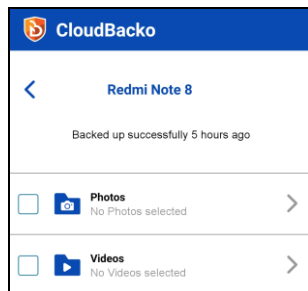 CloudBacko
Redmi Note 8
Backed up successfully 5 hours ago
Photos
No Photos selected
Videos
No Videos selected